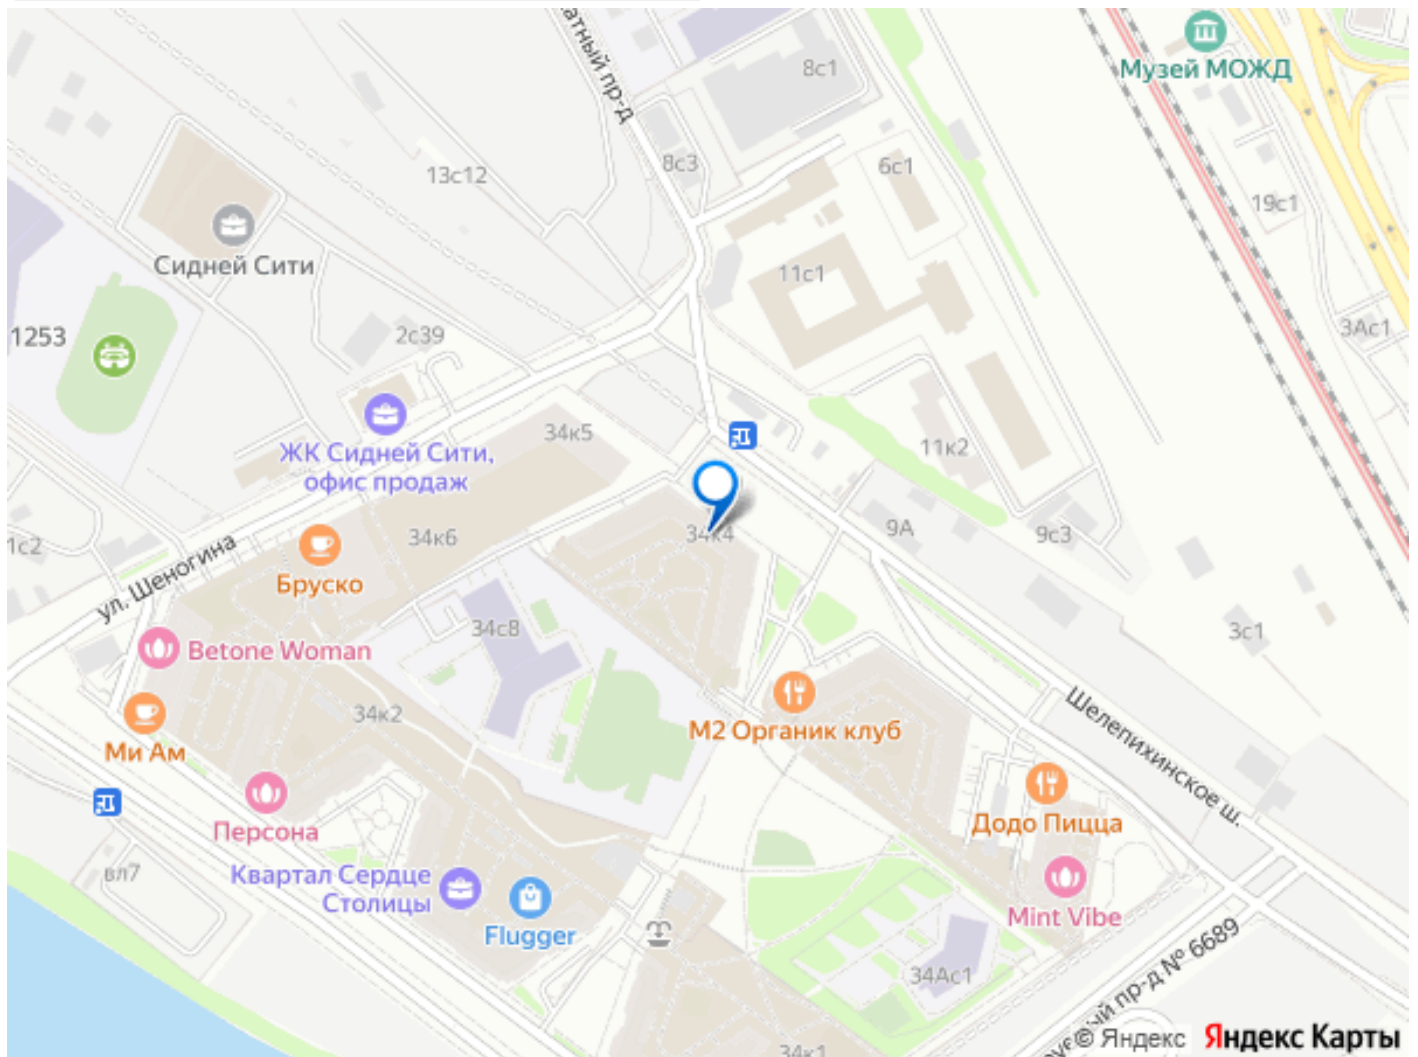 атный пр-д
8с1
Музей МОЖД
13с12
8с3
6с1
19с1
Сидней Сити
11с1
1253
2с39
3Ас1
34к5
11к2
ЖК Сидней Сити,
офис продаж
1с2
34к6
34к4
9А
9с3
ул. Шеногина
Бруско
34с8
3с1
Betone Woman
34к2
М2 Органик клуб
Шелепихинское ш.
Ми Ам
Персона
Додо Пицца
вл7
Квартал Сердце
Столицы
Flugger
Mint Vibe
34Ас1
ый пр-д № 6689
34к1
© Яндекс
Яндекс Карты